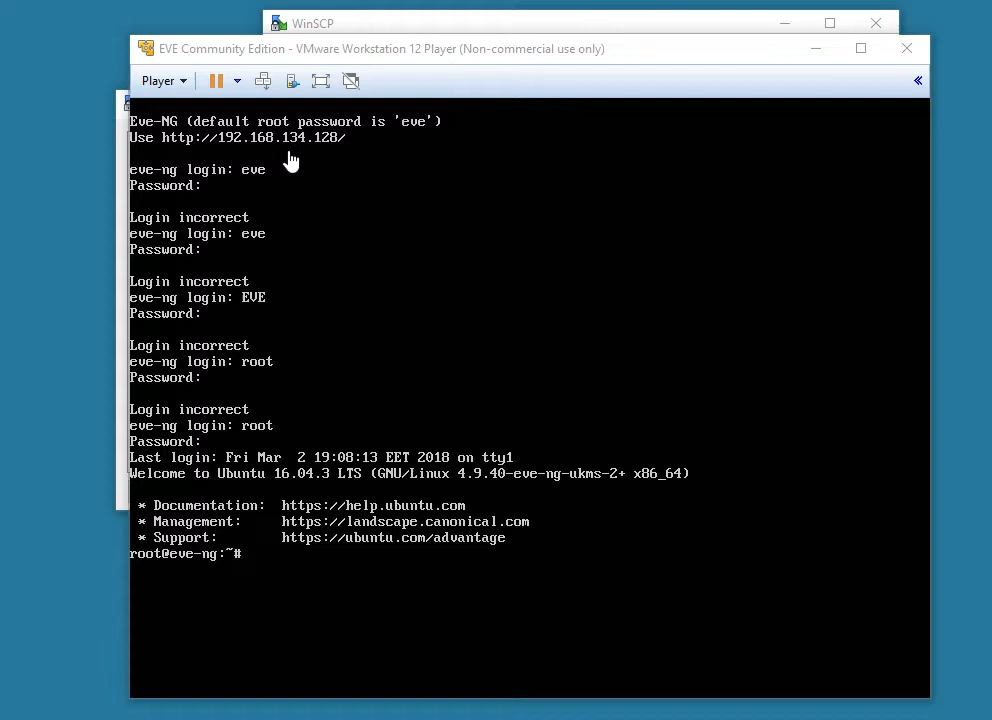 WinSCP
EVE Community Edition - VMware Workstation 12 Player (Non-commercial use only)
Player
Eve-NG (default root password is 'eve')
Use http://192.168.134.128/
eve-ng login: eve
Password:
Login incorrect
eve-ng login: eve
Password:
Login incorrect
eve-ng login: EVE
Password:
Login incorrect
eve-ng login: root
Password:
Login incorrect
eve-ng login: root
Password:
Last login: Fri Mar  2 19:08:13 EET 2018 on tty1
Welcome to Ubuntu 16.04.3 LTS (GNU/Linux 4.9.40-eve-ng-ukms-2+ x86_64)
* Documentation:  https://help.ubuntu.com
* Management:     https://landscape.canonical.com
* Support:        https://ubuntu.com/advantage
root@eve-ng:~#